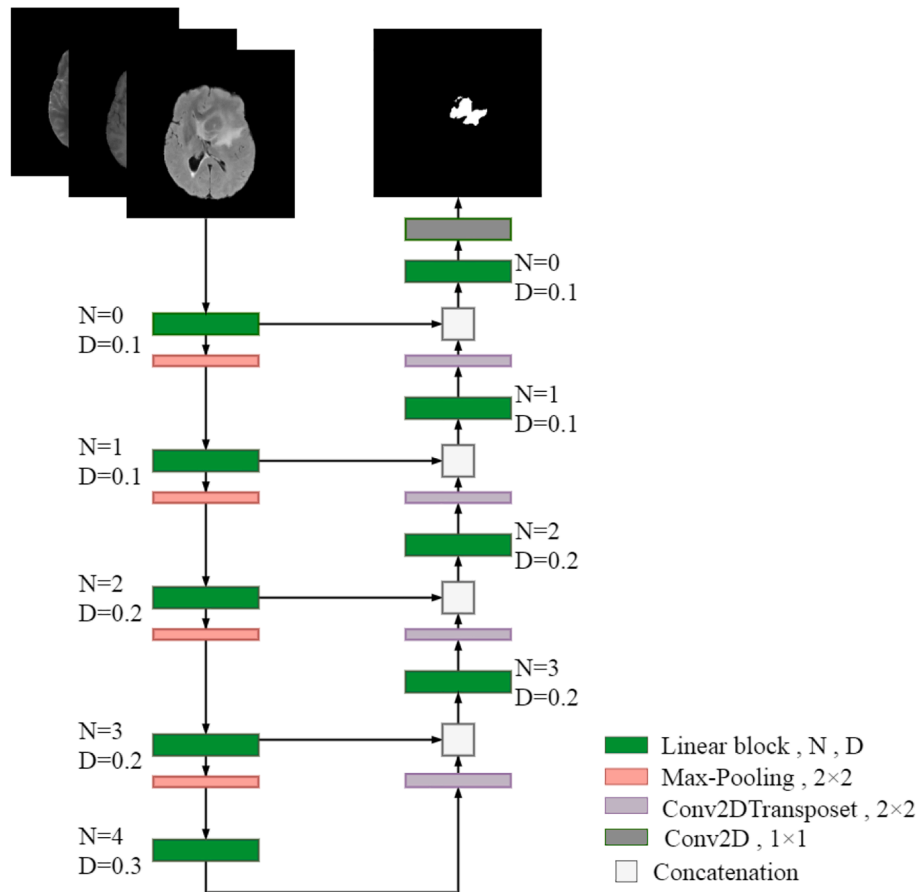 N=0
D=0.1
N=1
D=0.1
N=2
D=0.2
N=3
D=0.2
N=4
D=0.3
N=0
D=0.1
N=1
D=0.1
N=2
D=0.2
N=3
D=0.2
Linear block , N , D
Max-Pooling , 2×2
Conv2DTransposet , 2×2
Conv2D , 1×1
Concatenation